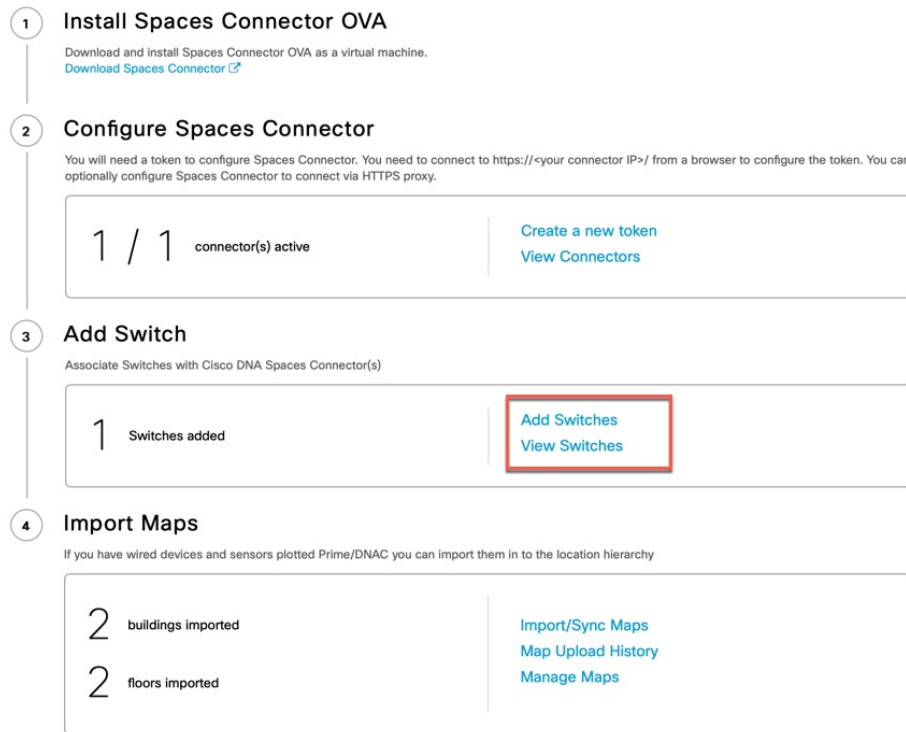 1
Install Spaces Connector OVA
Download and install Spaces Connector OVA as a virtual machine.
Download Spaces Connector
2
Configure Spaces Connector
You will need a token to configure Spaces Connector. You need to connect to https://<your connector IP>/ from a browser to configure the token. You can
optionally configure Spaces Connector to connect via HTTPS proxy.
1 / 1 connector(s) active
Create a new token
View Connectors
3
Add Switch
Associate Switches with Cisco DNA Spaces Connector(s)
1 Switches added
Add Switches
View Switches
4
Import Maps
If you have wired devices and sensors plotted Prime/DNAC you can import them in to the location hierarchy
2 buildings imported
2 floors imported
Import/Sync Maps
Map Upload History
Manage Maps